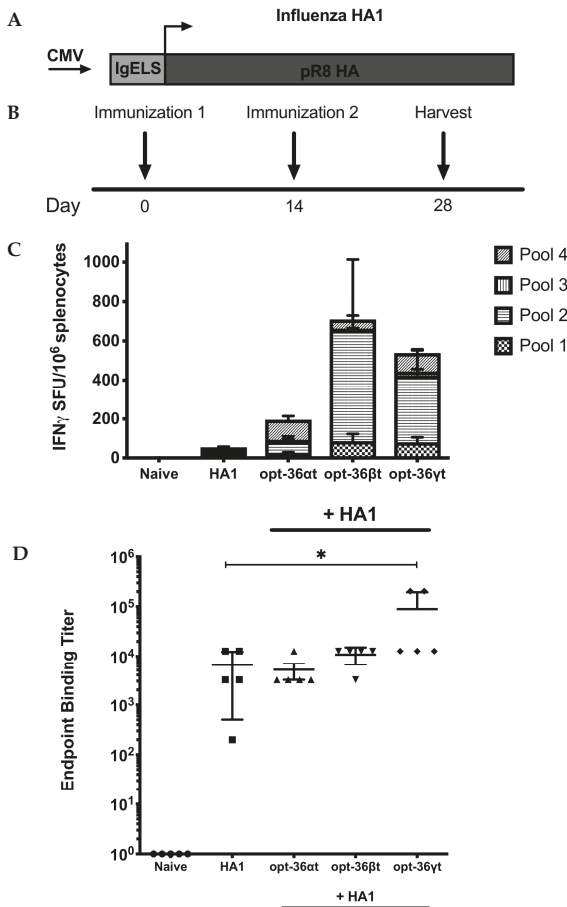 A
Influenza HA1
CMV
IgELS
pR8 HA
B
Immunization 1 Immunization 2 Harvest
Day 0 14 28
C
IFNγ SFU/10⁶ splenocytes
1000
800
600
400
200
0
Naive HA1 opt-36αt opt-36βt opt-36γt
Pool 4
Pool 3
Pool 2
Pool 1
+ HA1
D
*
Endpoint Binding Titer
10⁶
10⁵
10⁴
10³
10²
10¹
10⁰
Naive HA1 opt-36αt opt-36βt opt-36γt
+ HA1